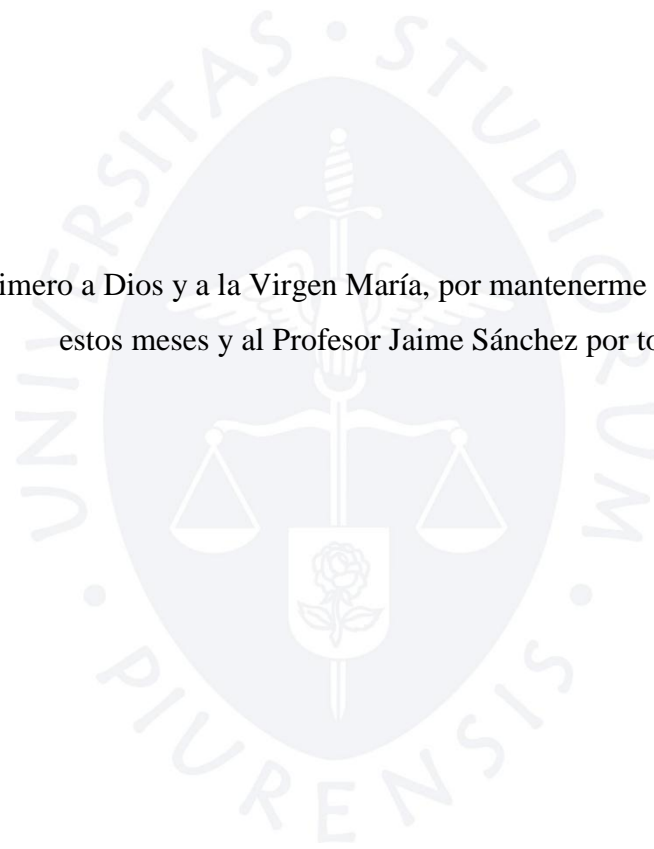 imero a Dios y a la Virgen María, por mantenerme
estos meses y al Profesor Jaime Sánchez por to
UNIVERSITAS • STUDIORUM • PIURENSIS •